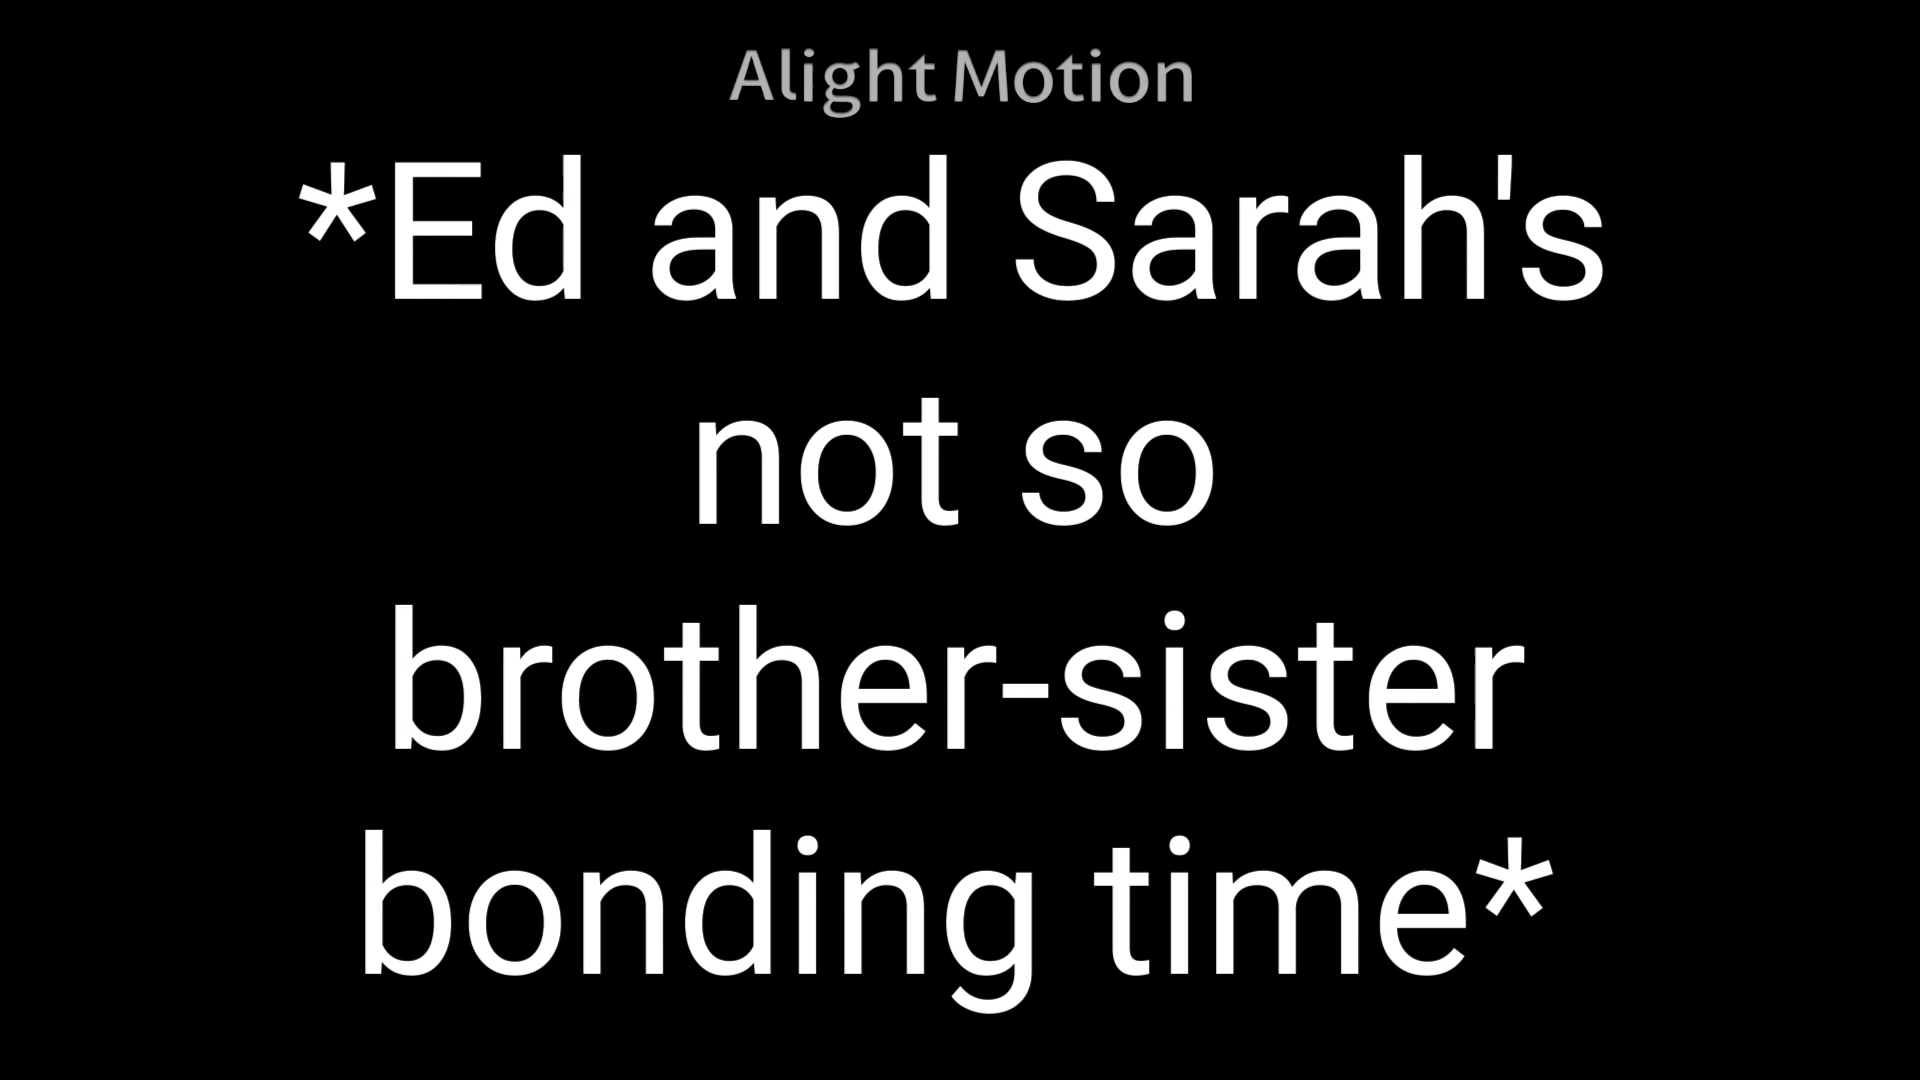 Alight Motion
*Ed and Sarah's
not so
brother-sister
bonding time*